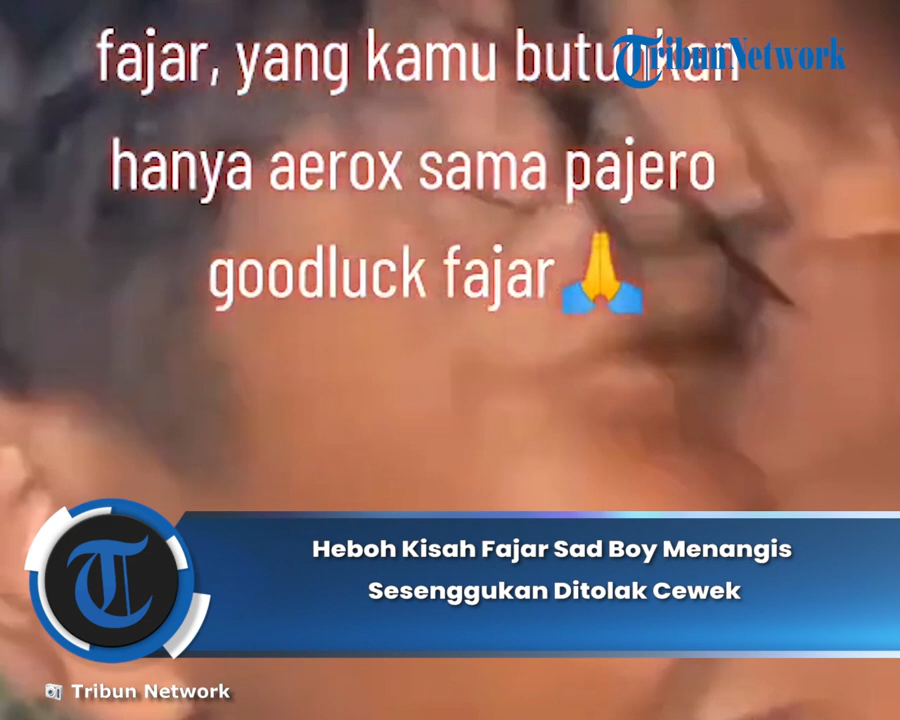 fajar, yang kamu butuhkan
TribunNetwork
hanya aerox sama pajero
goodluck fajar🙏
Heboh Kisah Fajar Sad Boy Menangis
Sesenggukan Ditolak Cewek
T
Tribun Network